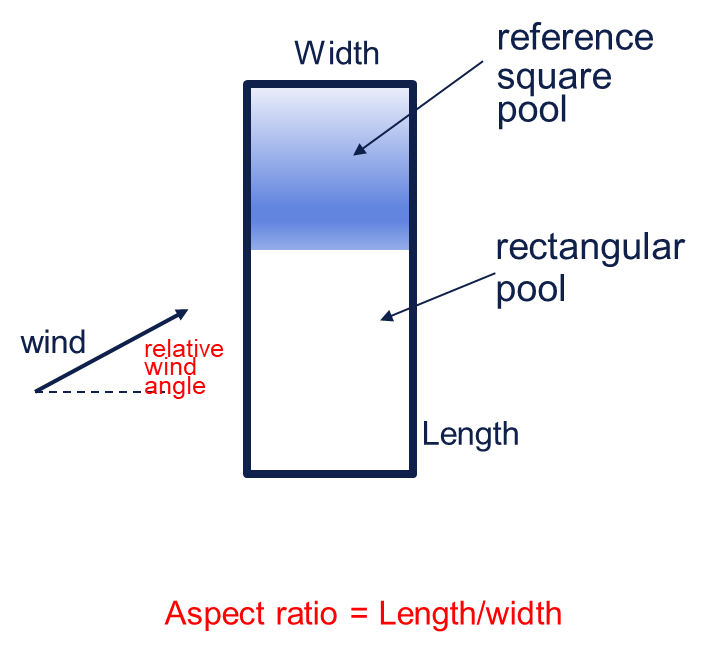 Width
reference
square
pool
rectangular
pool
wind
relative
wind
angle
Length
Aspect ratio = Length/width